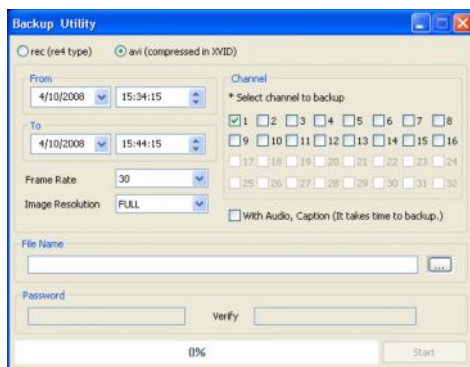 Backup Utility
rec (re4 type) avi (compressed in XVID)
From
4/10/2008 15:34:15
To
4/10/2008 15:44:15
Frame Rate 30
Image Resolution FULL
Channel
* Select channel to backup
1 2 3 4 5 6 7 8
9 10 11 12 13 14 15 16
17 18 19 20 21 22 23 24
25 26 27 28 29 30 31 32
With Audio, Caption (It takes time to backup.)
File Name
...
Password
Verify
0% Start